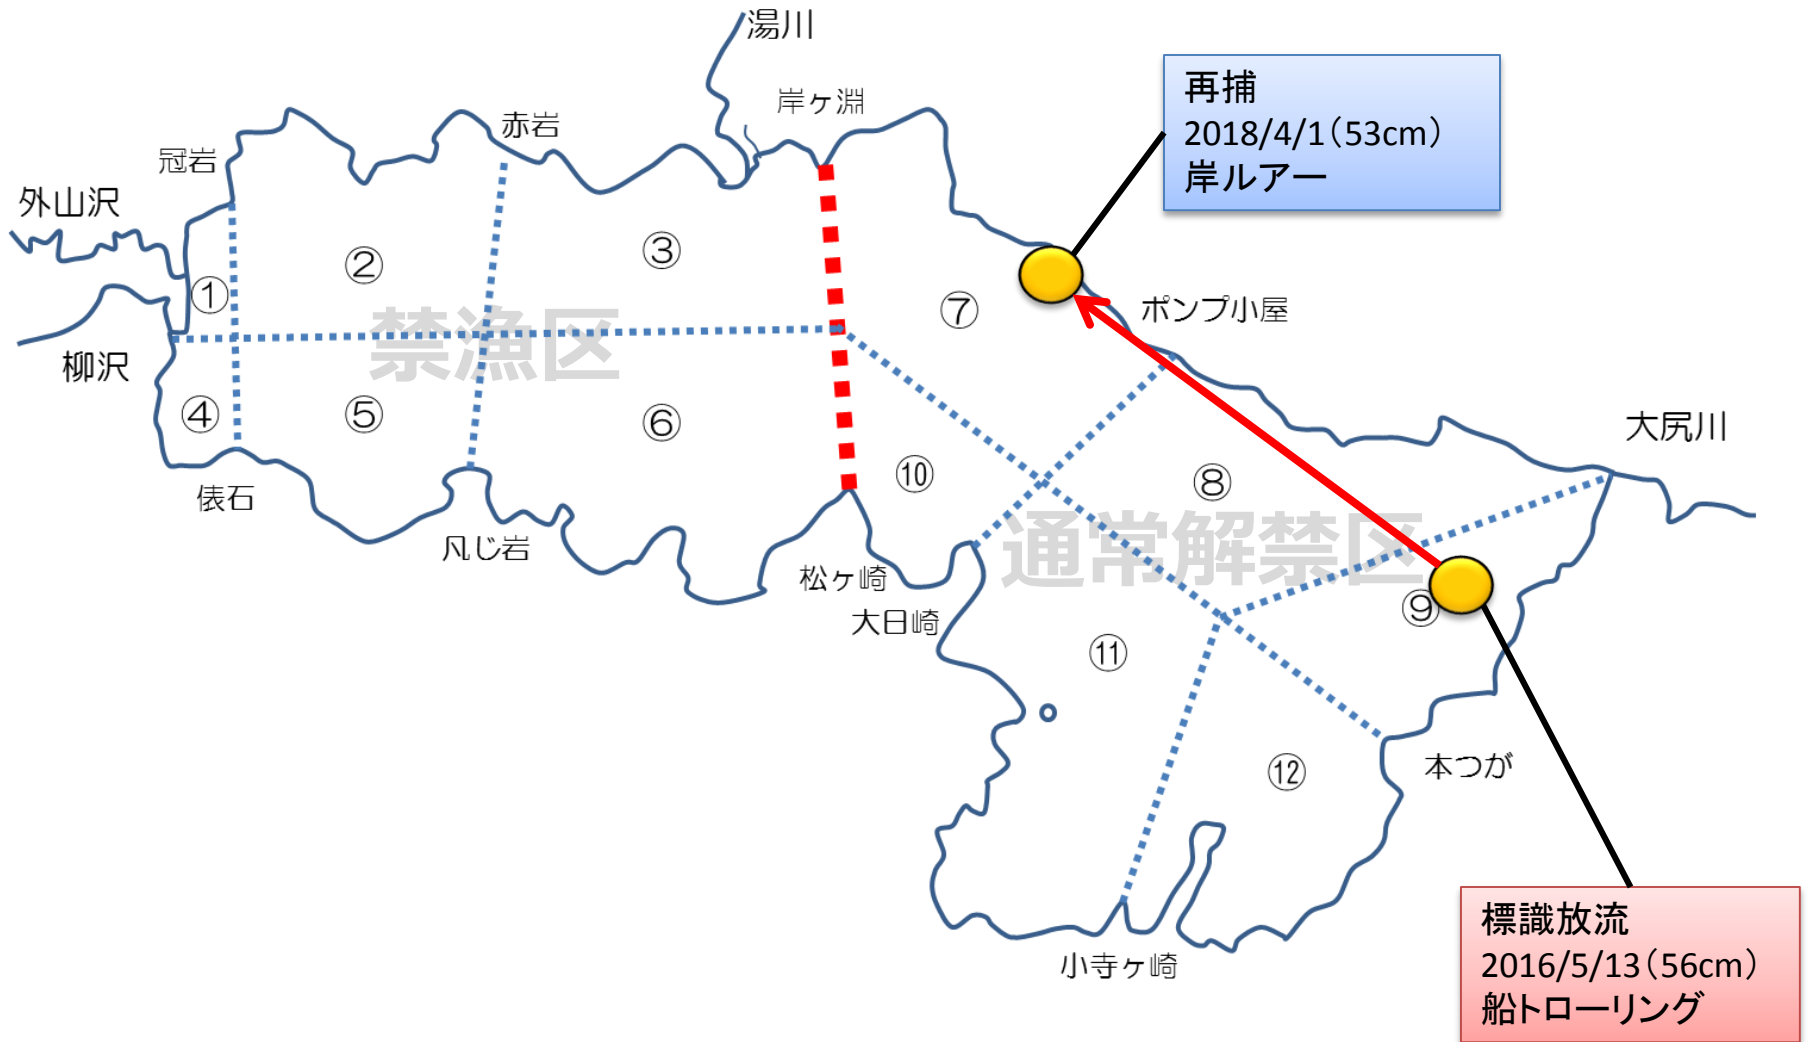 湯川
岸ヶ淵
再捕
2018/4/1（53cm）
岸ルアー
赤岩
冠岩
外山沢
③
②
①
⑦
ポンプ小屋
禁漁区
柳沢
④
⑤
⑥
大尻川
⑩
⑧
俵石
凡じ岩
通常解禁区
松ヶ崎
大日崎
⑨
⑪
⑫
本つが
小寺ヶ崎
標識放流
2016/5/13（56cm）
船トローリング